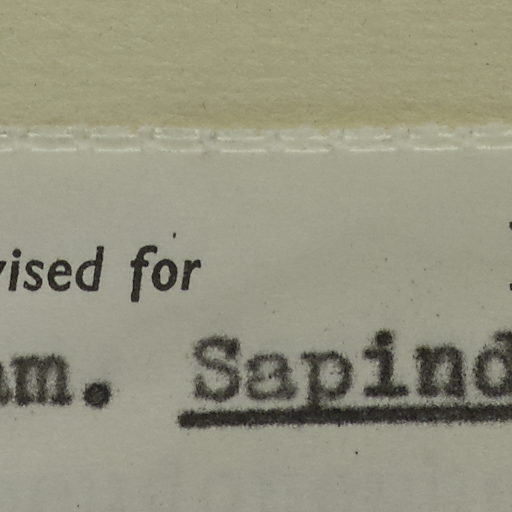 vised for
am. Sapind